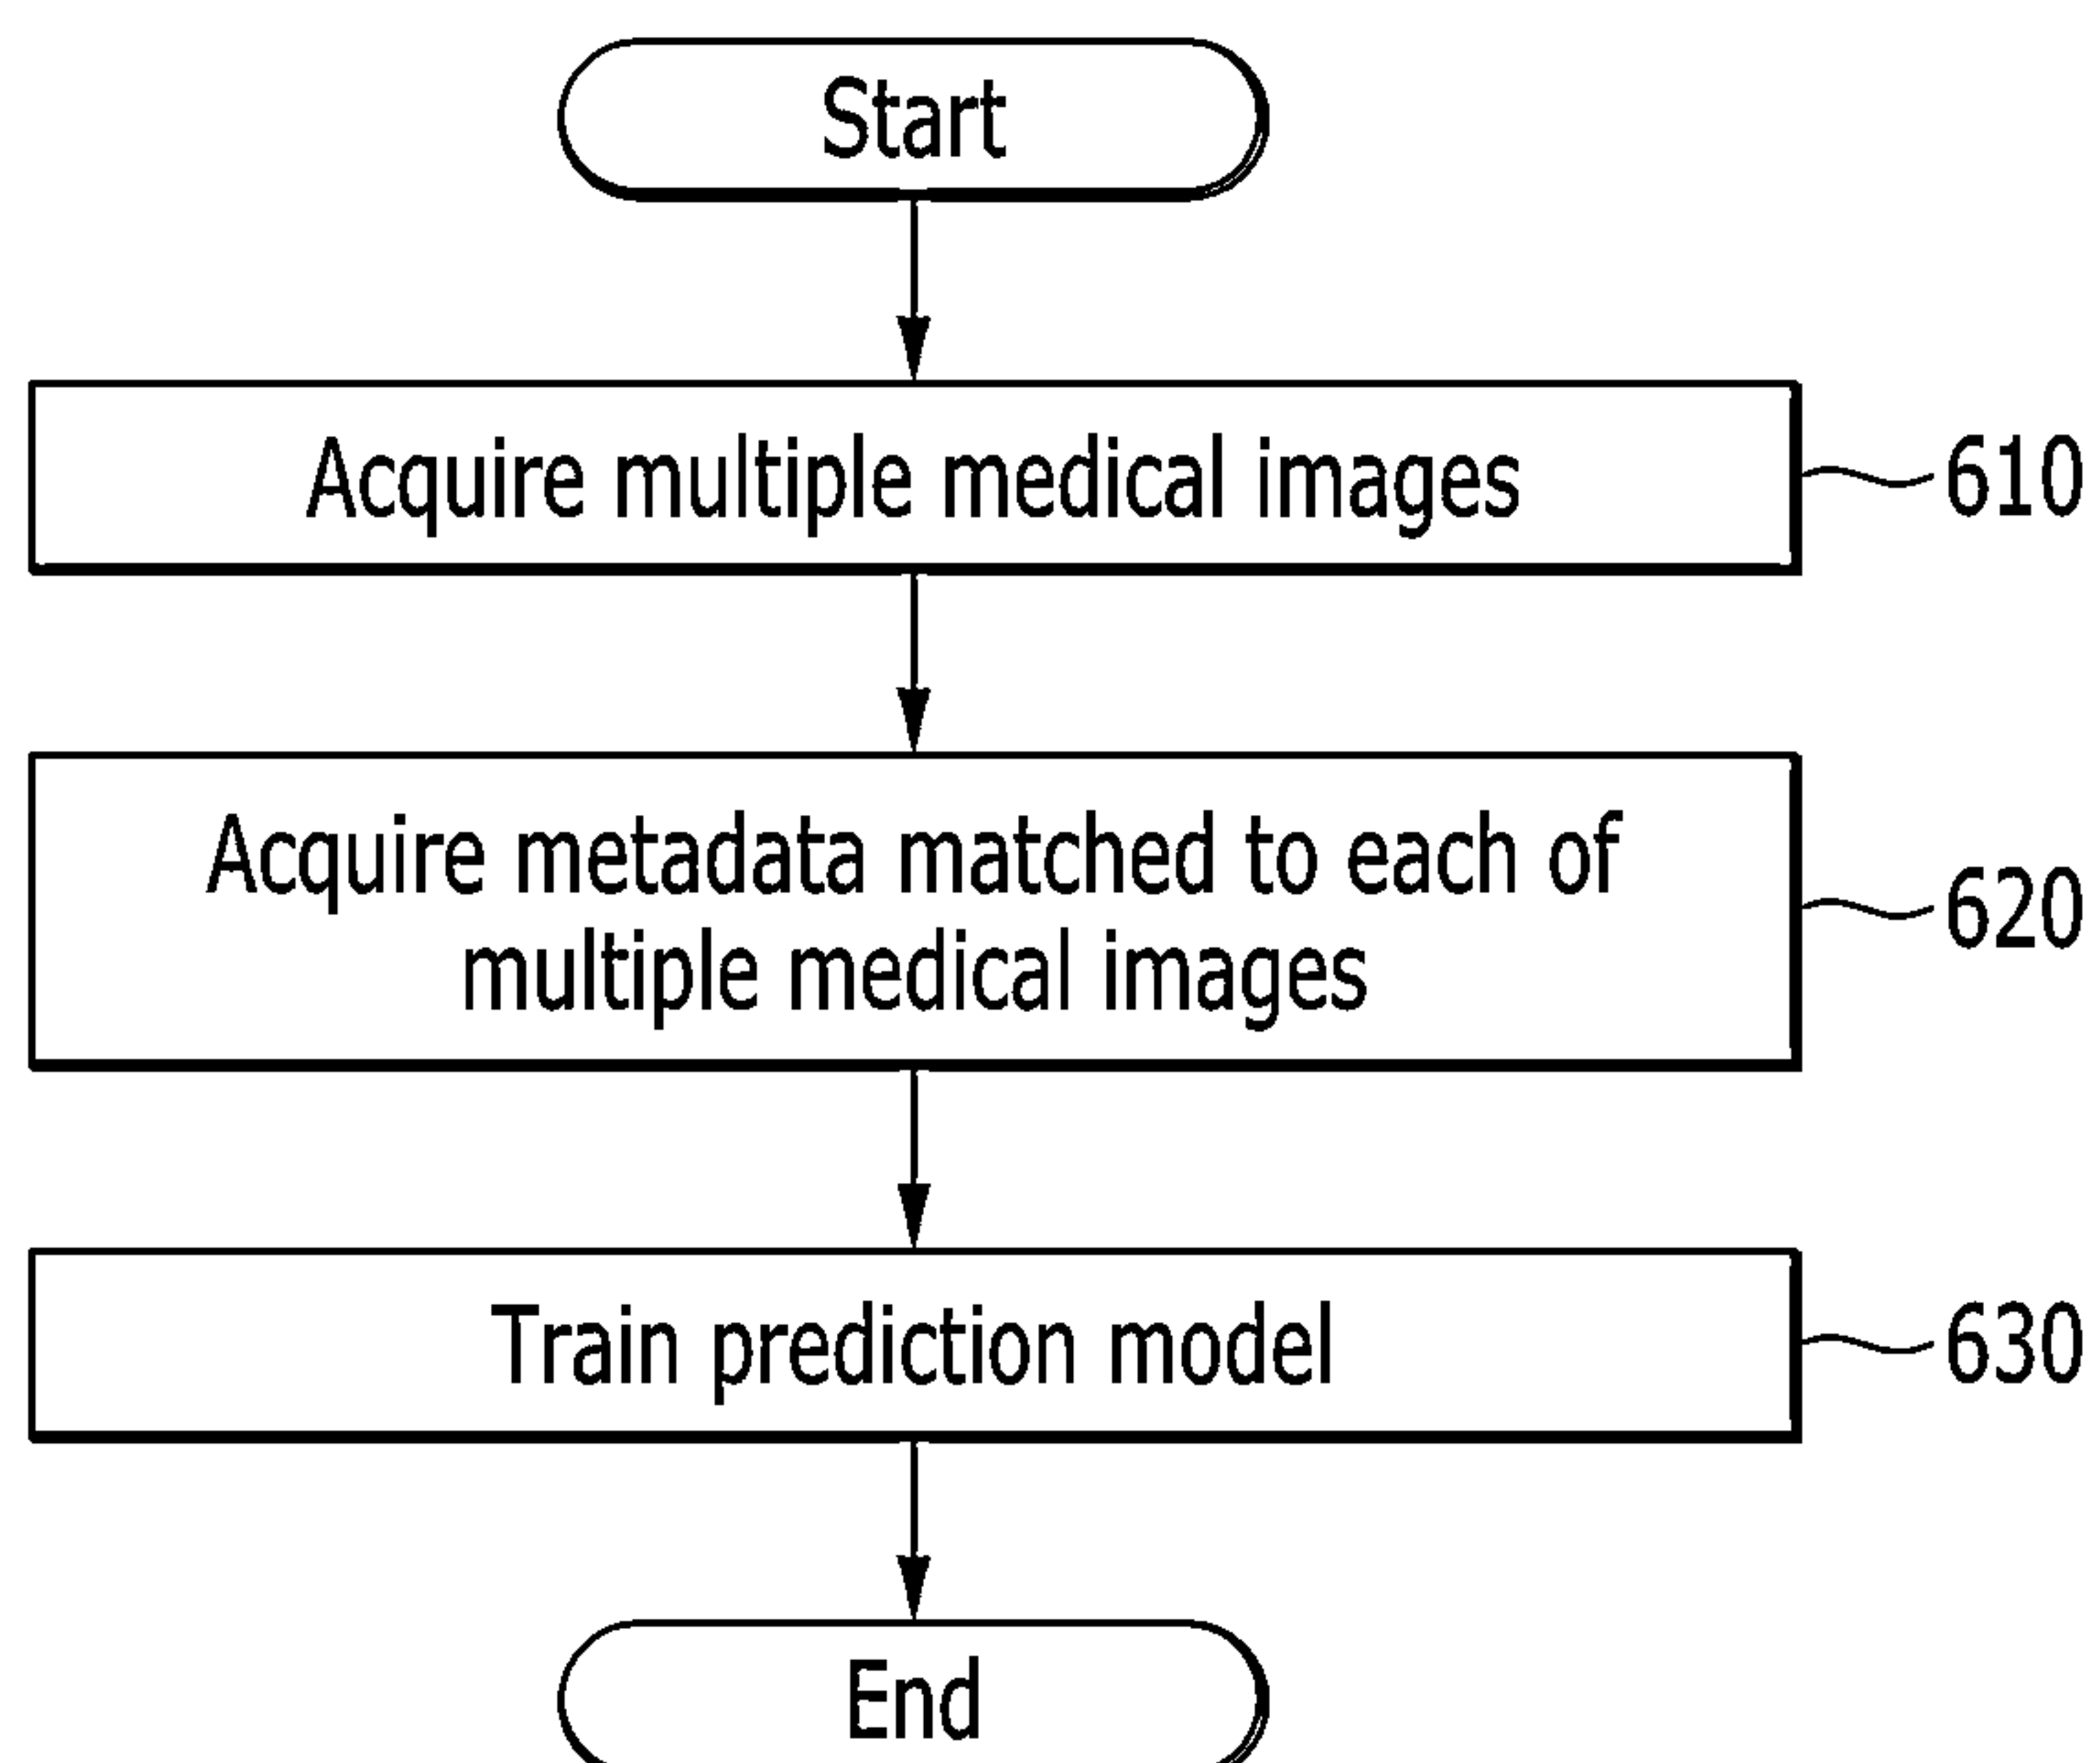 Start
Acquire multiple medical images
610
Acquire metadata matched to each of
multiple medical images
620
Train prediction model
630
End